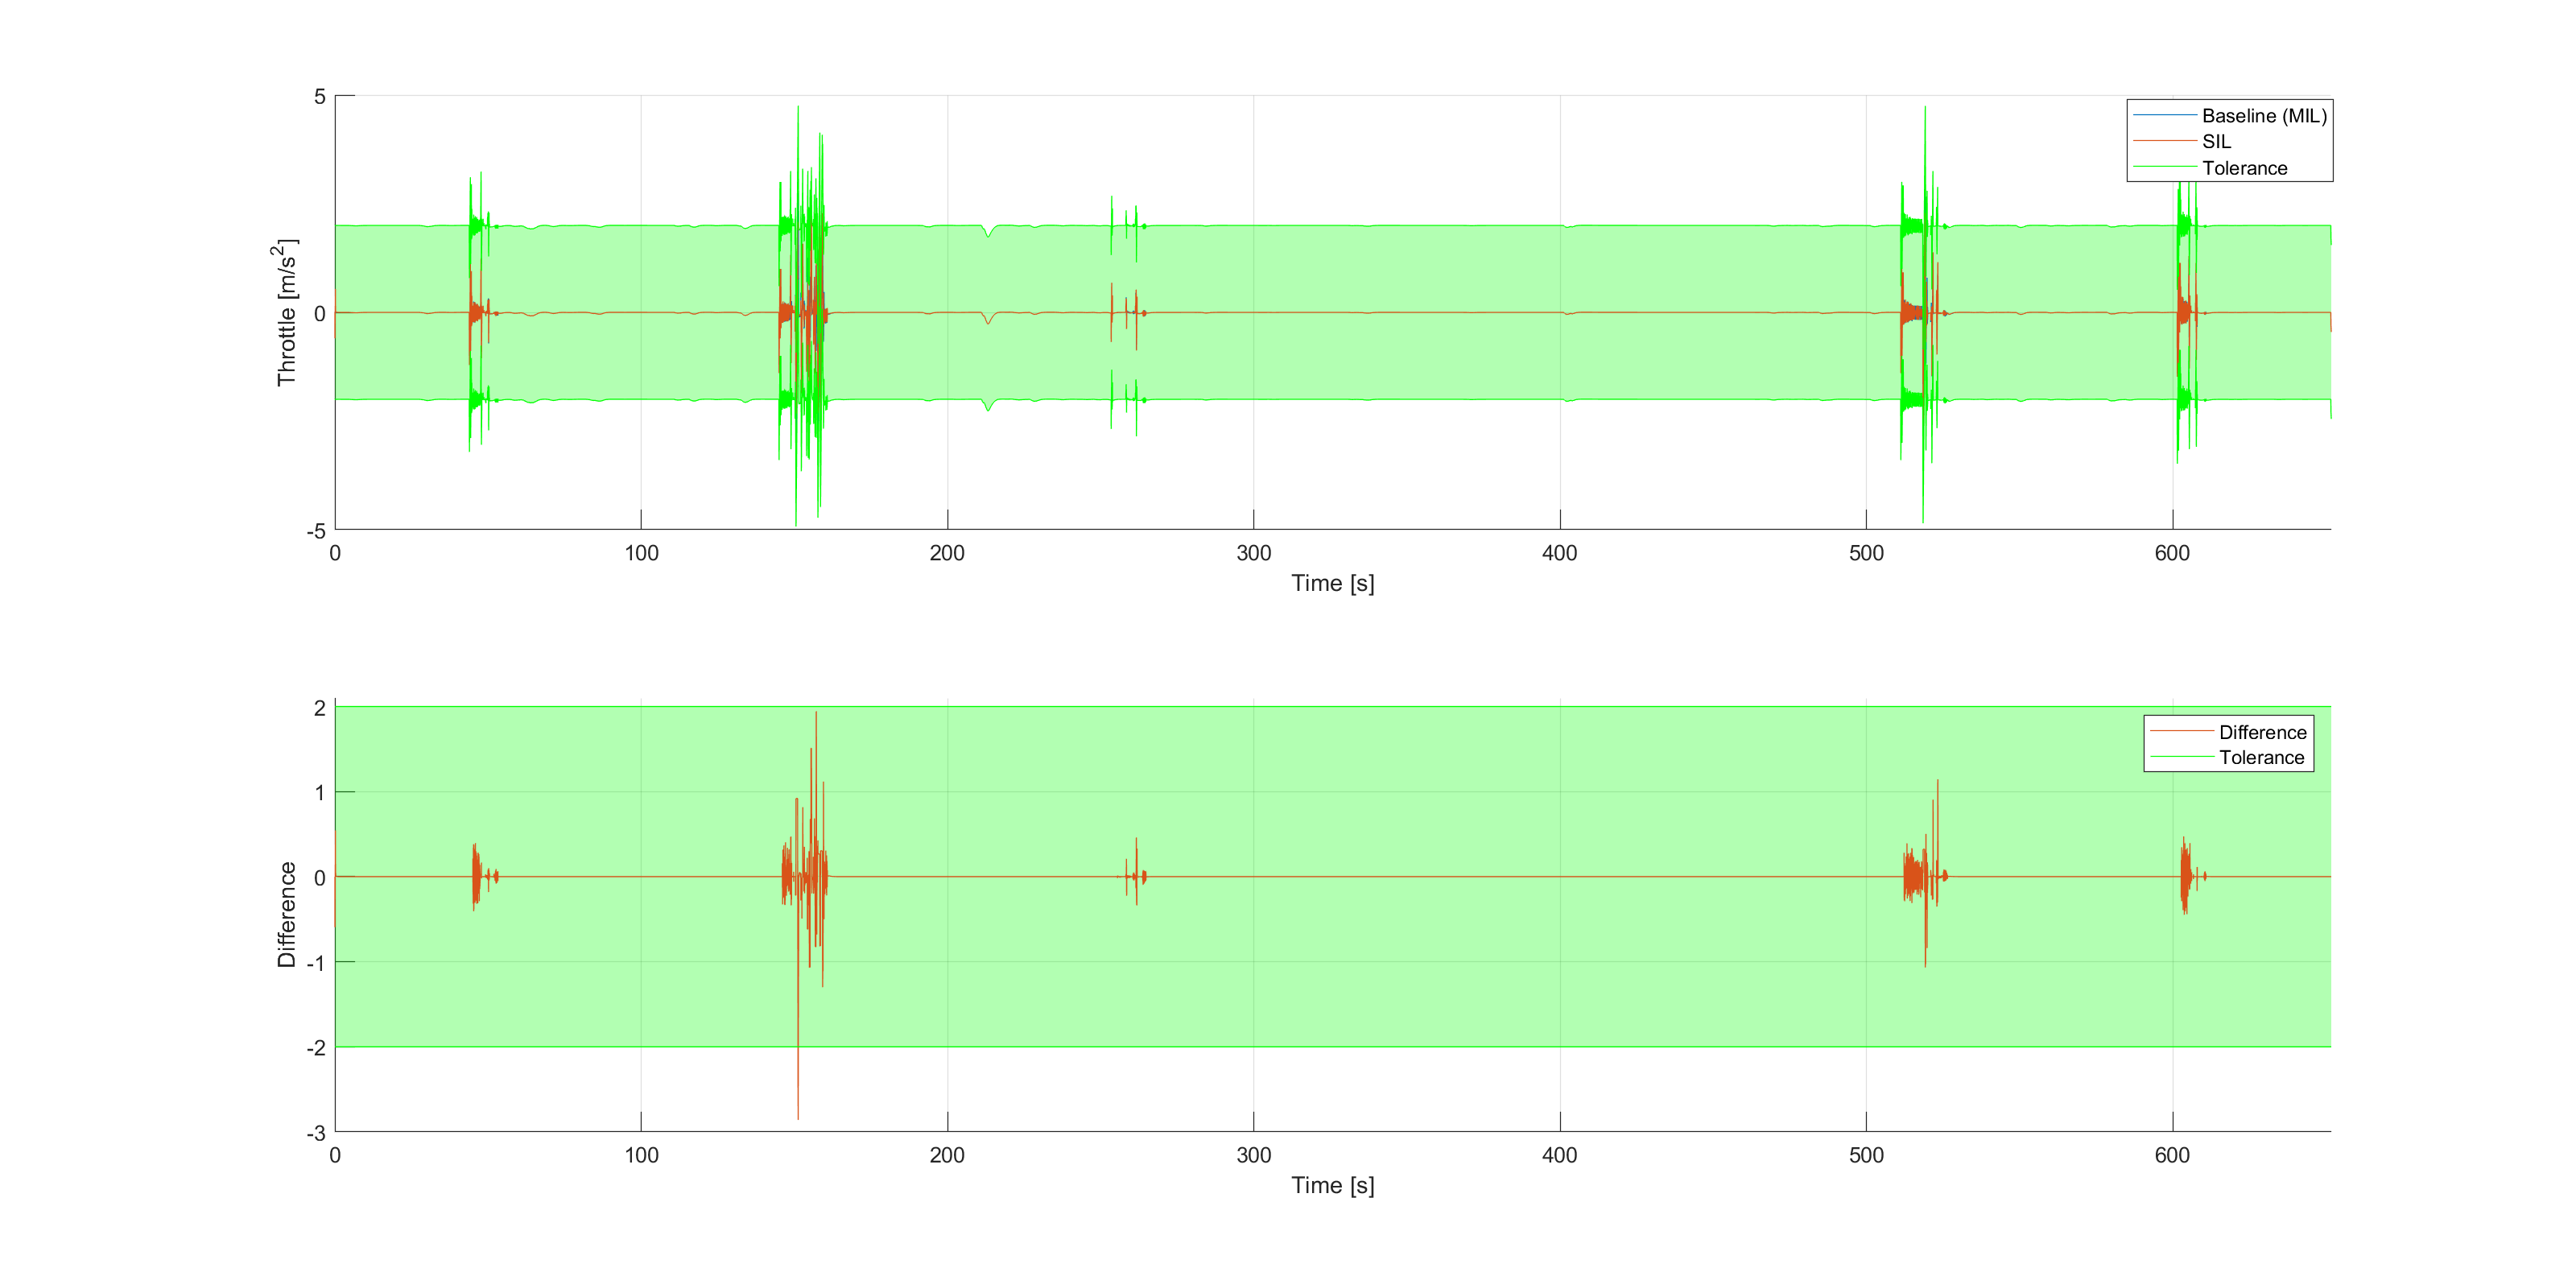 Throttle [m/s²]
5
0
-5
0 100 200 300 400 500 600
Time [s]
Baseline (MIL)
SIL
Tolerance
Difference
2
1
0
-1
-2
-3
0 100 200 300 400 500 600
Time [s]
Difference
Tolerance